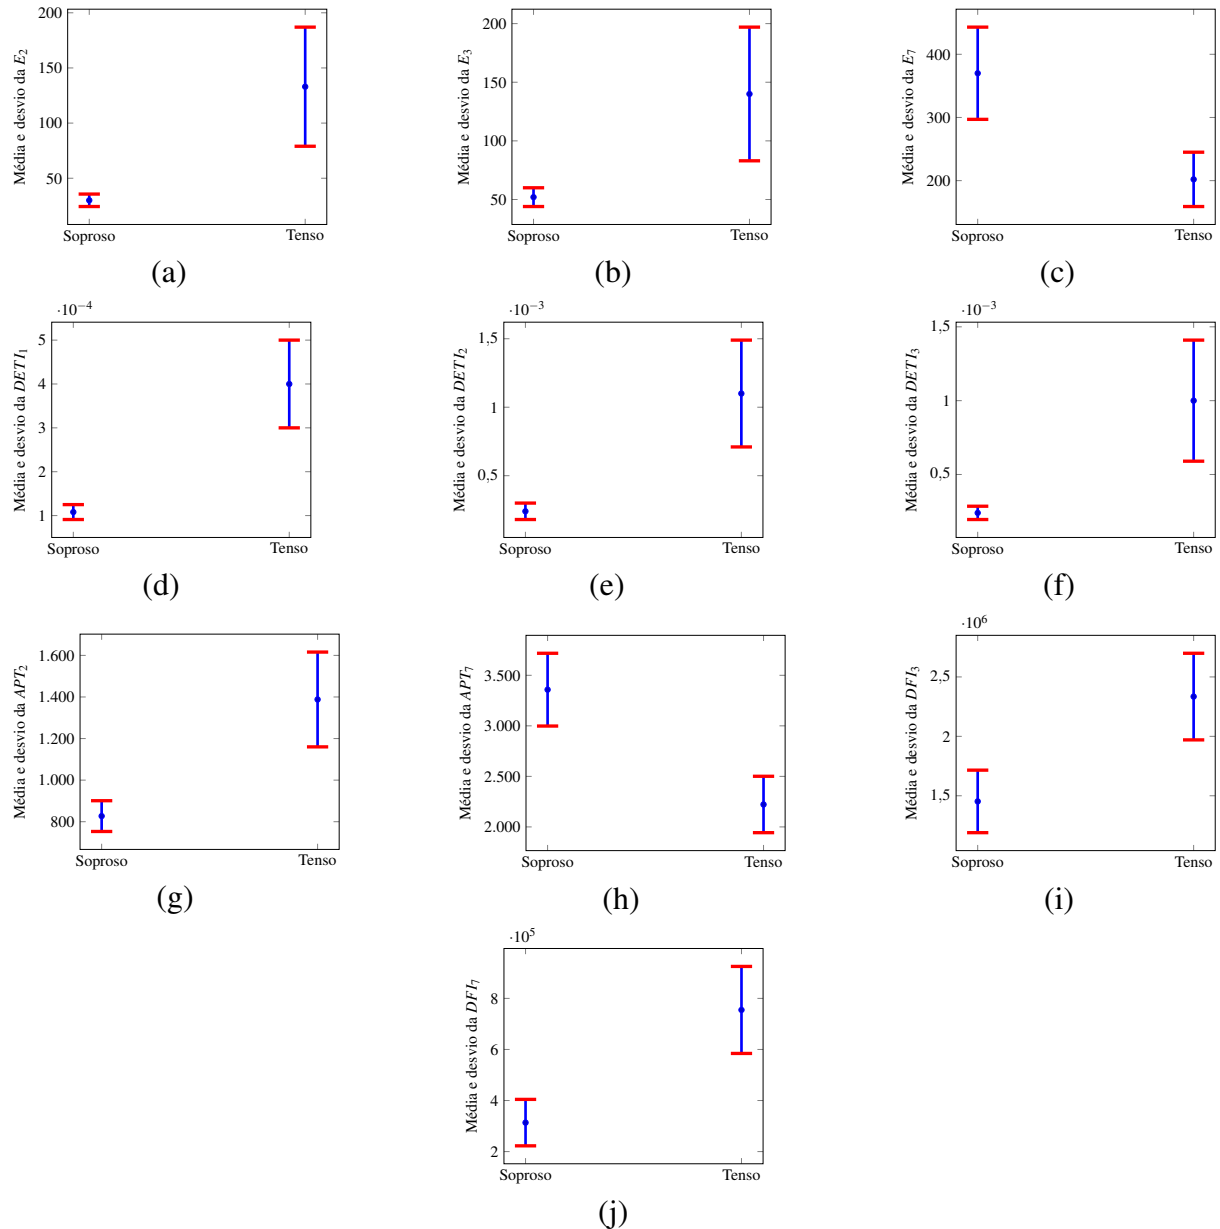 Média e desvio da E2
200
150
100
50
Soproso Tenso
(a)
Média e desvio da E3
200
150
100
50
Soproso Tenso
(b)
Média e desvio da E7
400
300
200
Soproso Tenso
(c)
·10−4
Média e desvio da DETI1
5
4
3
2
1
Soproso Tenso
(d)
·10−3
Média e desvio da DETI2
1,5
1
0,5
Soproso Tenso
(e)
·10−3
Média e desvio da DETI3
1,5
1
0,5
Soproso Tenso
(f)
Média e desvio da APT2
1.600
1.400
1.200
1.000
800
Soproso Tenso
(g)
Média e desvio da APT7
3.500
3.000
2.500
2.000
Soproso Tenso
(h)
·10^6
Média e desvio da DFI3
2,5
2
1,5
Soproso Tenso
(i)
·10^5
Média e desvio da DFI7
8
6
4
2
Soproso Tenso
(j)